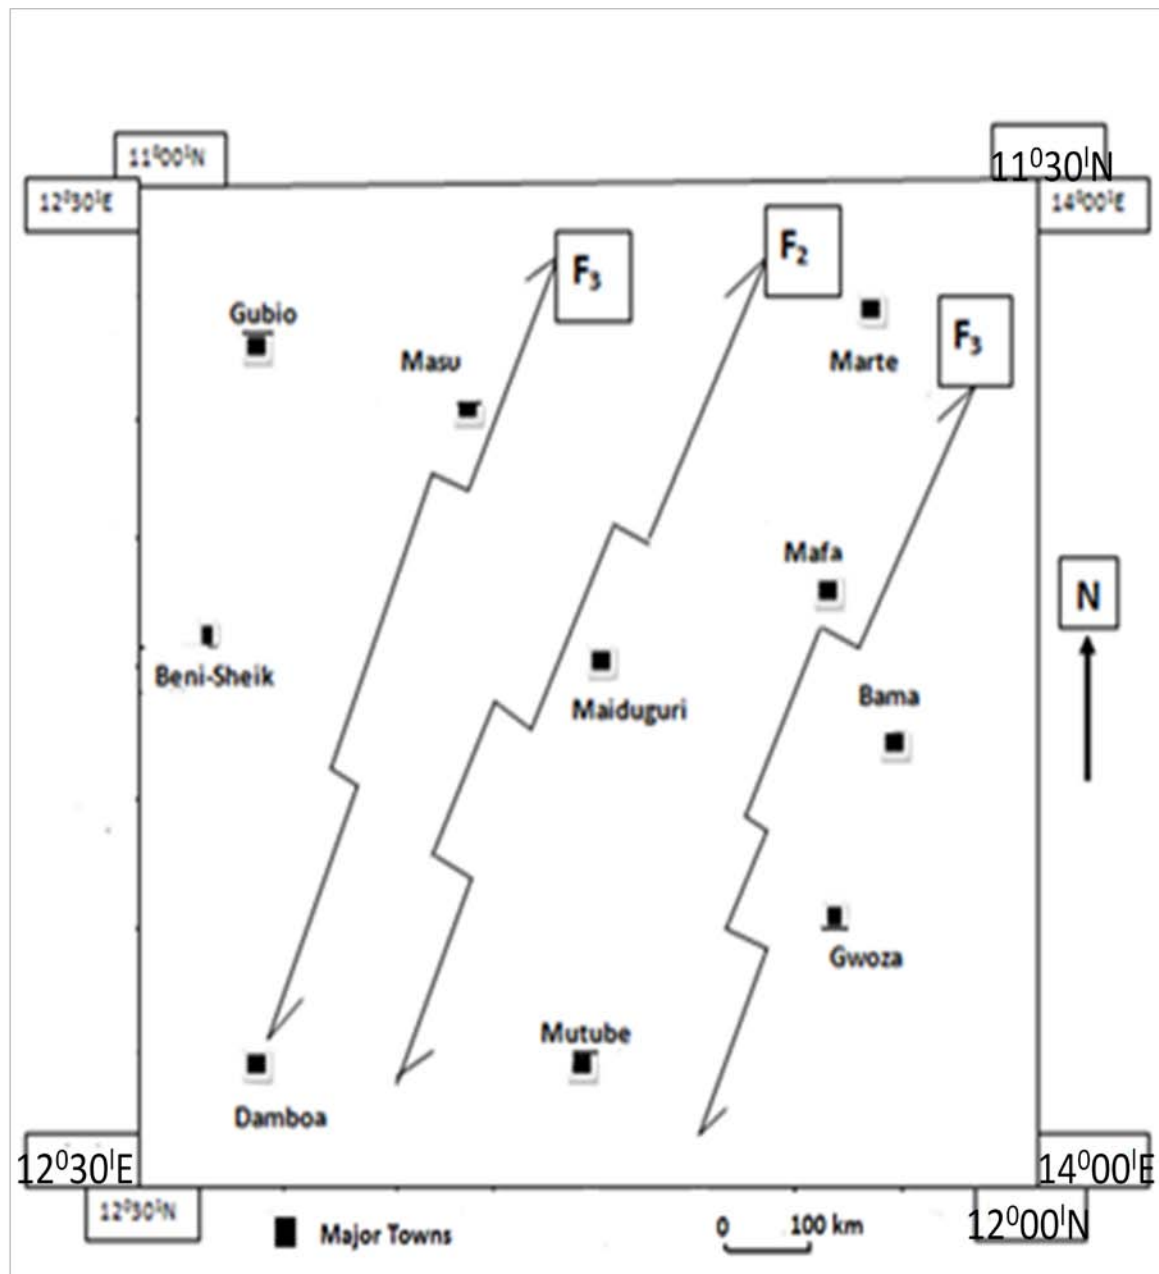 11⁰00ᴵN
11⁰30ᴵN
12⁰30ᴵE
14⁰00ᴵE
F₃
F₂
F₃
Gubio
Masu
Marte
Mafa
N
Beni-Sheik
Maiduguri
Bama
Gwoza
Mutube
Damboa
12⁰30ᴵE
14⁰00ᴵE
12⁰30ᴵN
12⁰00ᴵN
Major Towns
0 100 km